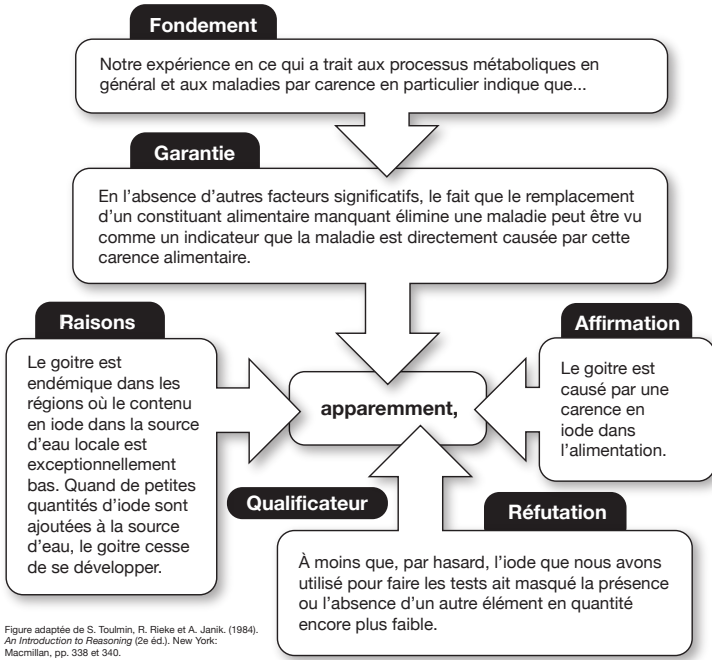 Fondement
Notre expérience en ce qui a trait aux processus métaboliques en
général et aux maladies par carence en particulier indique que...
Garantie
En l'absence d'autres facteurs significatifs, le fait que le remplacement
d'un constituant alimentaire manquant élimine une maladie peut être vu
comme un indicateur que la maladie est directement causée par cette
carence alimentaire.
Raisons
Le goitre est
endémique dans les
régions où le contenu
en iode dans la source
d'eau locale est
exceptionnellement
bas. Quand de petites
quantités d'iode sont
ajoutées à la source
d'eau, le goitre cesse
de se développer.
apparemment,
Affirmation
Le goitre est
causé par une
carence en
iode dans
l'alimentation.
Qualificateur
Réfutation
À moins que, par hasard, l'iode que nous avons
utilisé pour faire les tests ait masqué la présence
ou l'absence d'un autre élément en quantité
encore plus faible.
Figure adaptée de S. Toulmin, R. Rieke et A. Janik. (1984).
An Introduction to Reasoning (2e éd.). New York:
Macmillan, pp. 338 et 340.